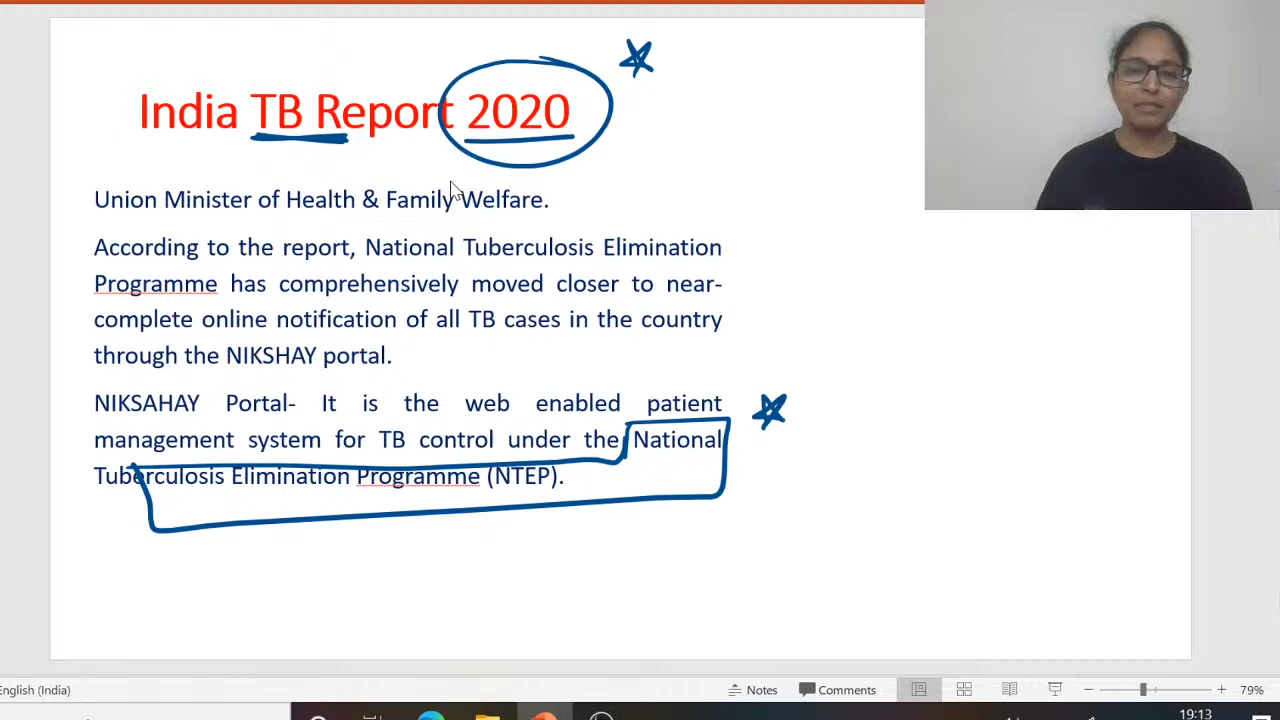 India TB Report 2020
Union Minister of Health & Family Welfare.
According to the report, National Tuberculosis Elimination
Programme has comprehensively moved closer to near-
complete online notification of all TB cases in the country
through the NIKSHAY portal.
NIKSAHAY Portal- It is the web enabled patient
management system for TB control under the National
Tuberculosis Elimination Programme (NTEP).
English (India)
Notes
Comments
79%
19:13